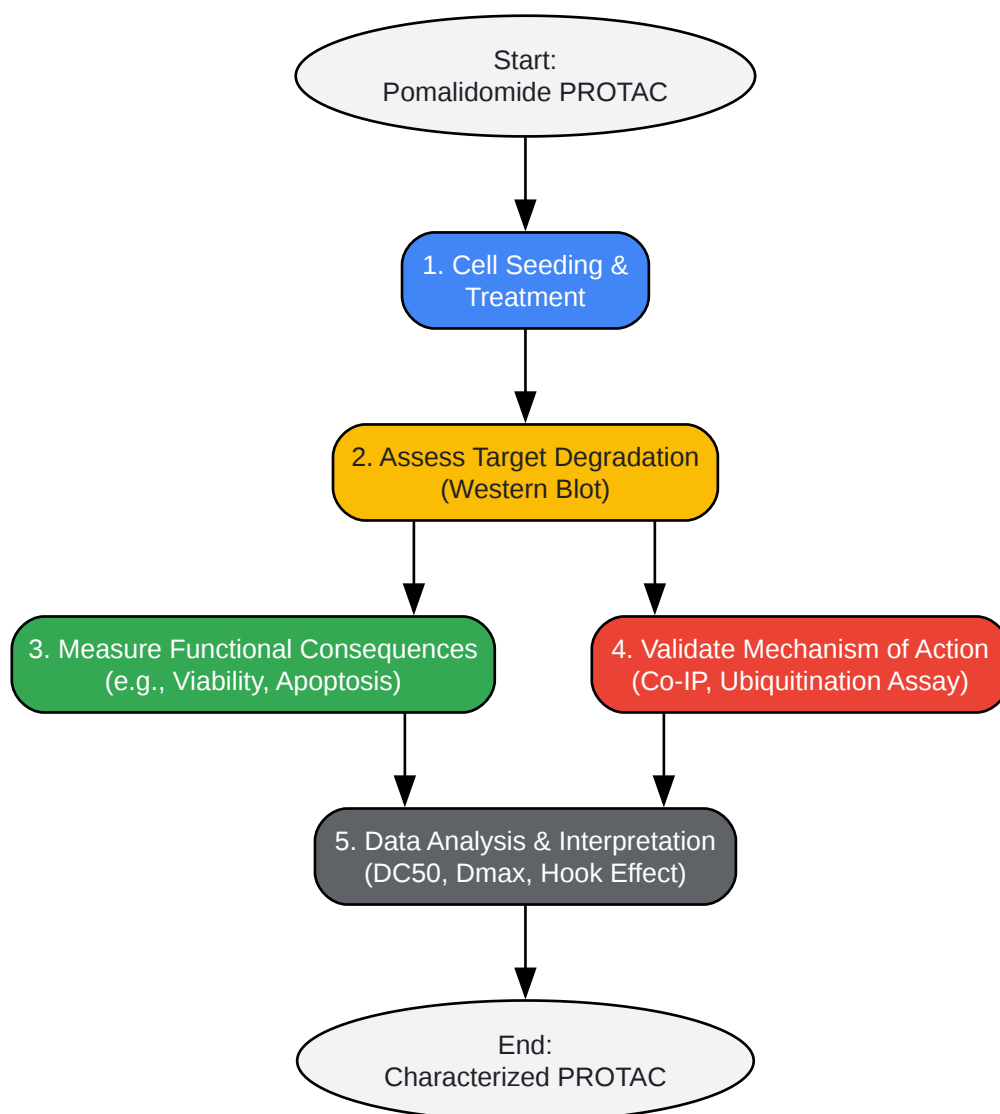 Start:
Pomalidomide PROTAC
1. Cell Seeding &
Treatment
2. Assess Target Degradation
(Western Blot)
3. Measure Functional Consequences
(e.g., Viability, Apoptosis)
4. Validate Mechanism of Action
(Co-IP, Ubiquitination Assay)
5. Data Analysis & Interpretation
(DC50, Dmax, Hook Effect)
End:
Characterized PROTAC